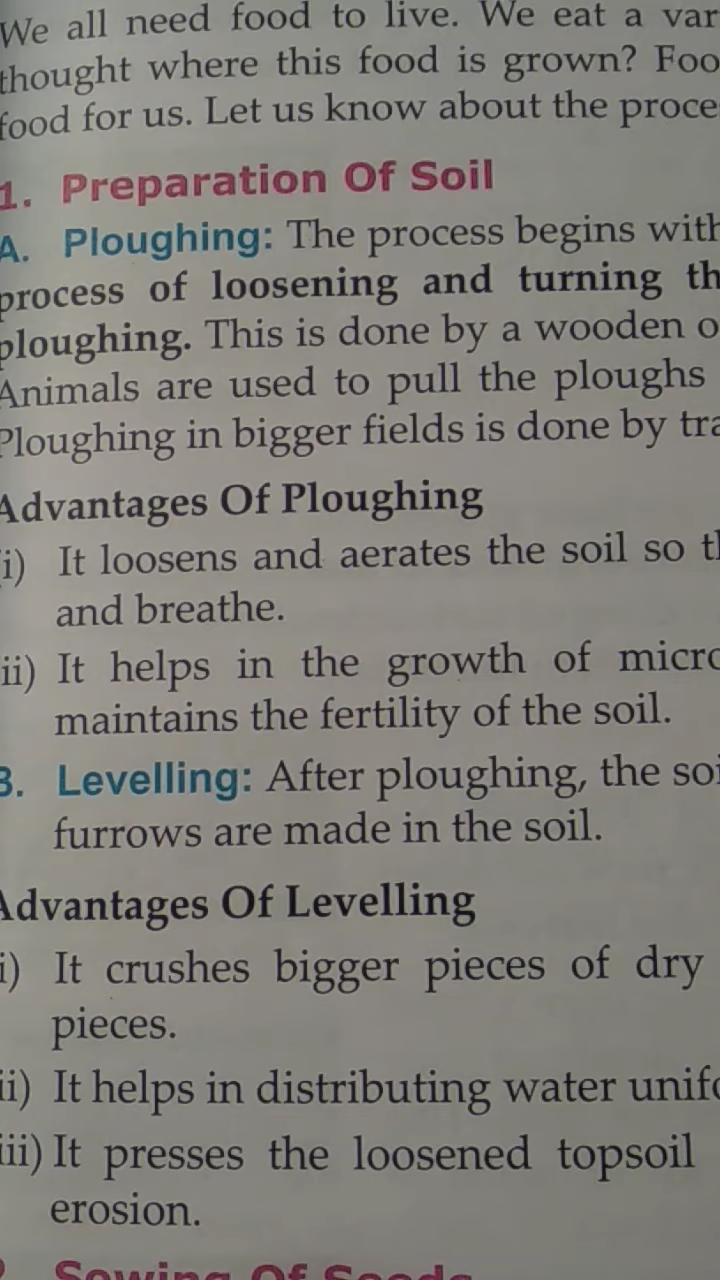 We all need food to live. We eat a var
thought where this food is grown? Foo
food for us. Let us know about the proce
1. Preparation Of Soil
A. Ploughing: The process begins with
process of loosening and turning th
ploughing. This is done by a wooden o
Animals are used to pull the ploughs
Ploughing in bigger fields is done by tra
Advantages Of Ploughing
i) It loosens and aerates the soil so th
and breathe.
ii) It helps in the growth of micro
maintains the fertility of the soil.
B. Levelling: After ploughing, the soi
furrows are made in the soil.
Advantages Of Levelling
i) It crushes bigger pieces of dry
pieces.
ii) It helps in distributing water unifo
iii) It presses the loosened topsoil
erosion.
Sowing Of Seeds